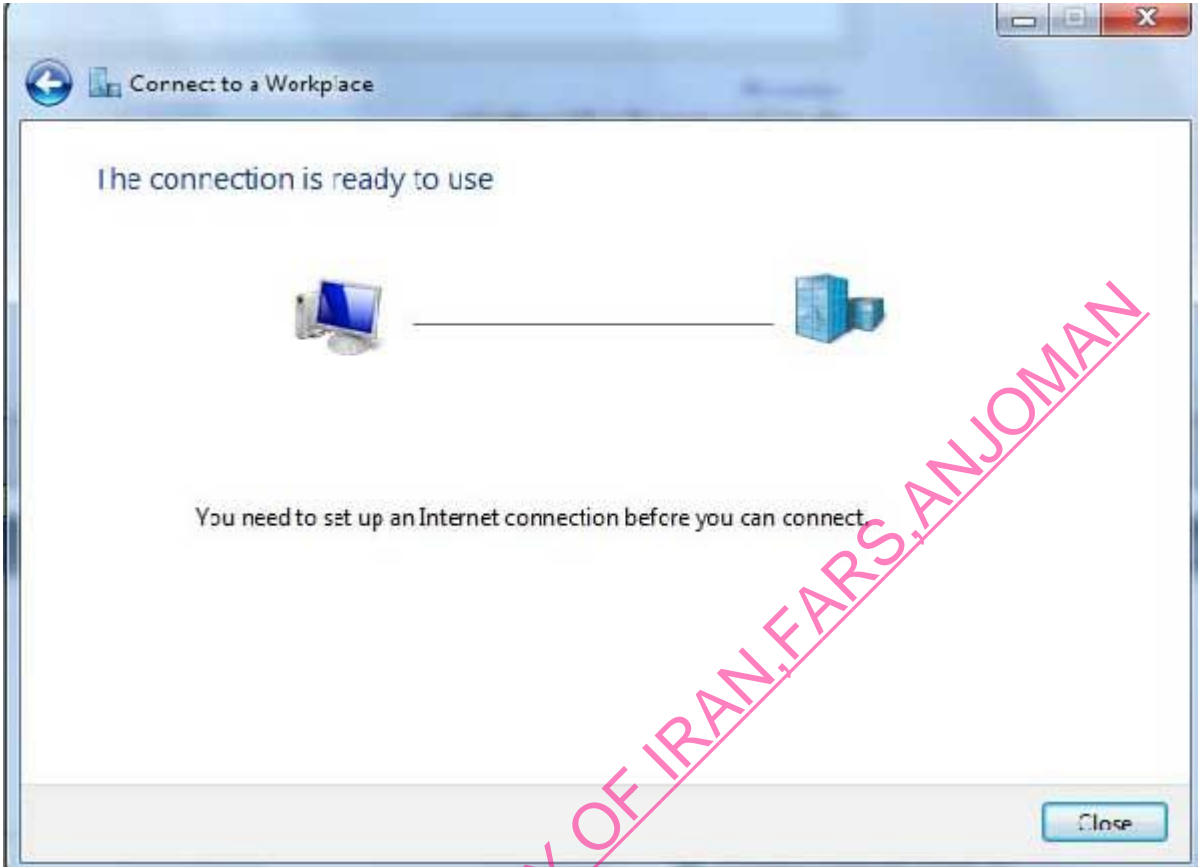 Connect to a Workplace
The connection is ready to use
You need to set up an Internet connection before you can connect.
Close
OF IRAN,FARS,ANJOMAN